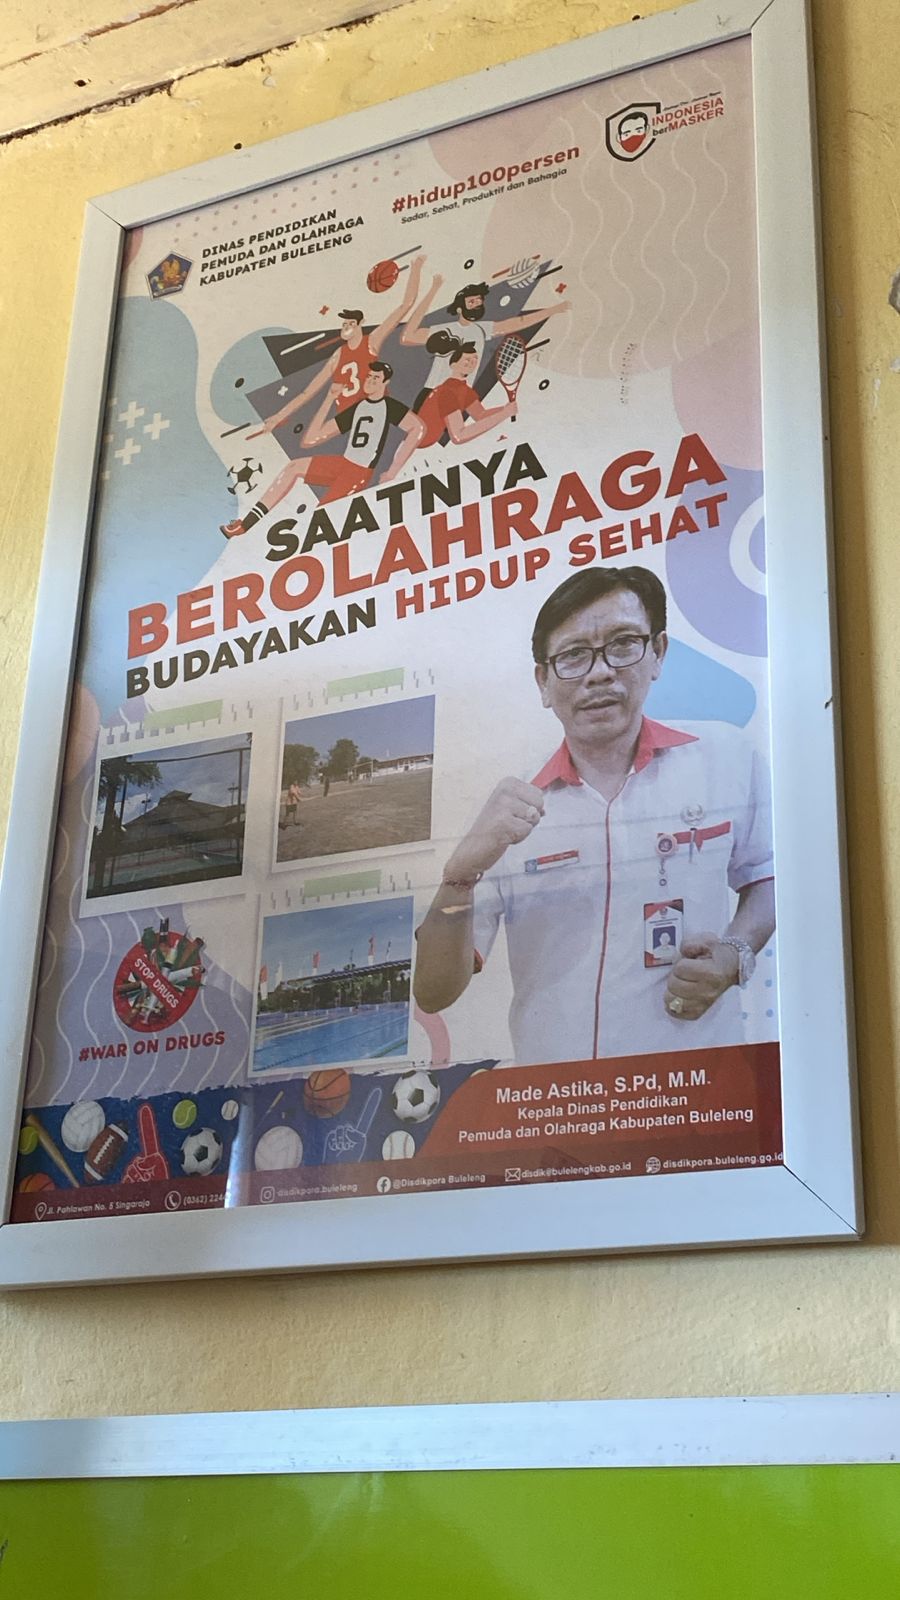 DINAS PENDIDIKAN
PEMUDA DAN OLAHRAGA
KABUPATEN BULELENG
#hidup100persen
Sadar, Sehat, Produktif dan Bahagia
INDONESIA
berMASKER
3
6
SAATNYA
BEROLAHRAGA
BUDAYAKAN HIDUP SEHAT
STOP DRUGS
#WAR ON DRUGS
Made Astika, S.Pd, M.M.
Kepala Dinas Pendidikan
Pemuda dan Olahraga Kabupaten Buleleng
Jl. Pahlawan No. 5 Singaraja
(0362)
disdikpora.buleleng
@Disdikpora Buleleng
disdik@bulelengkab.go.id
disdikpora.buleleng.go.id